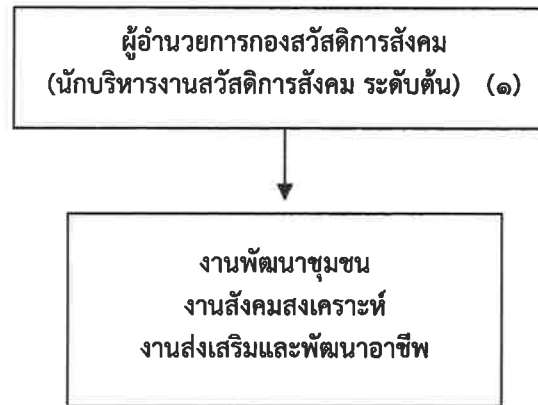 ผู้อำนวยการกองสวัสดิการสังคม
(นักบริหารงานสวัสดิการสังคม ระดับต้น) (๑)
งานพัฒนาชุมชน
งานสังคมสงเคราะห์
งานส่งเสริมและพัฒนาอาชีพ